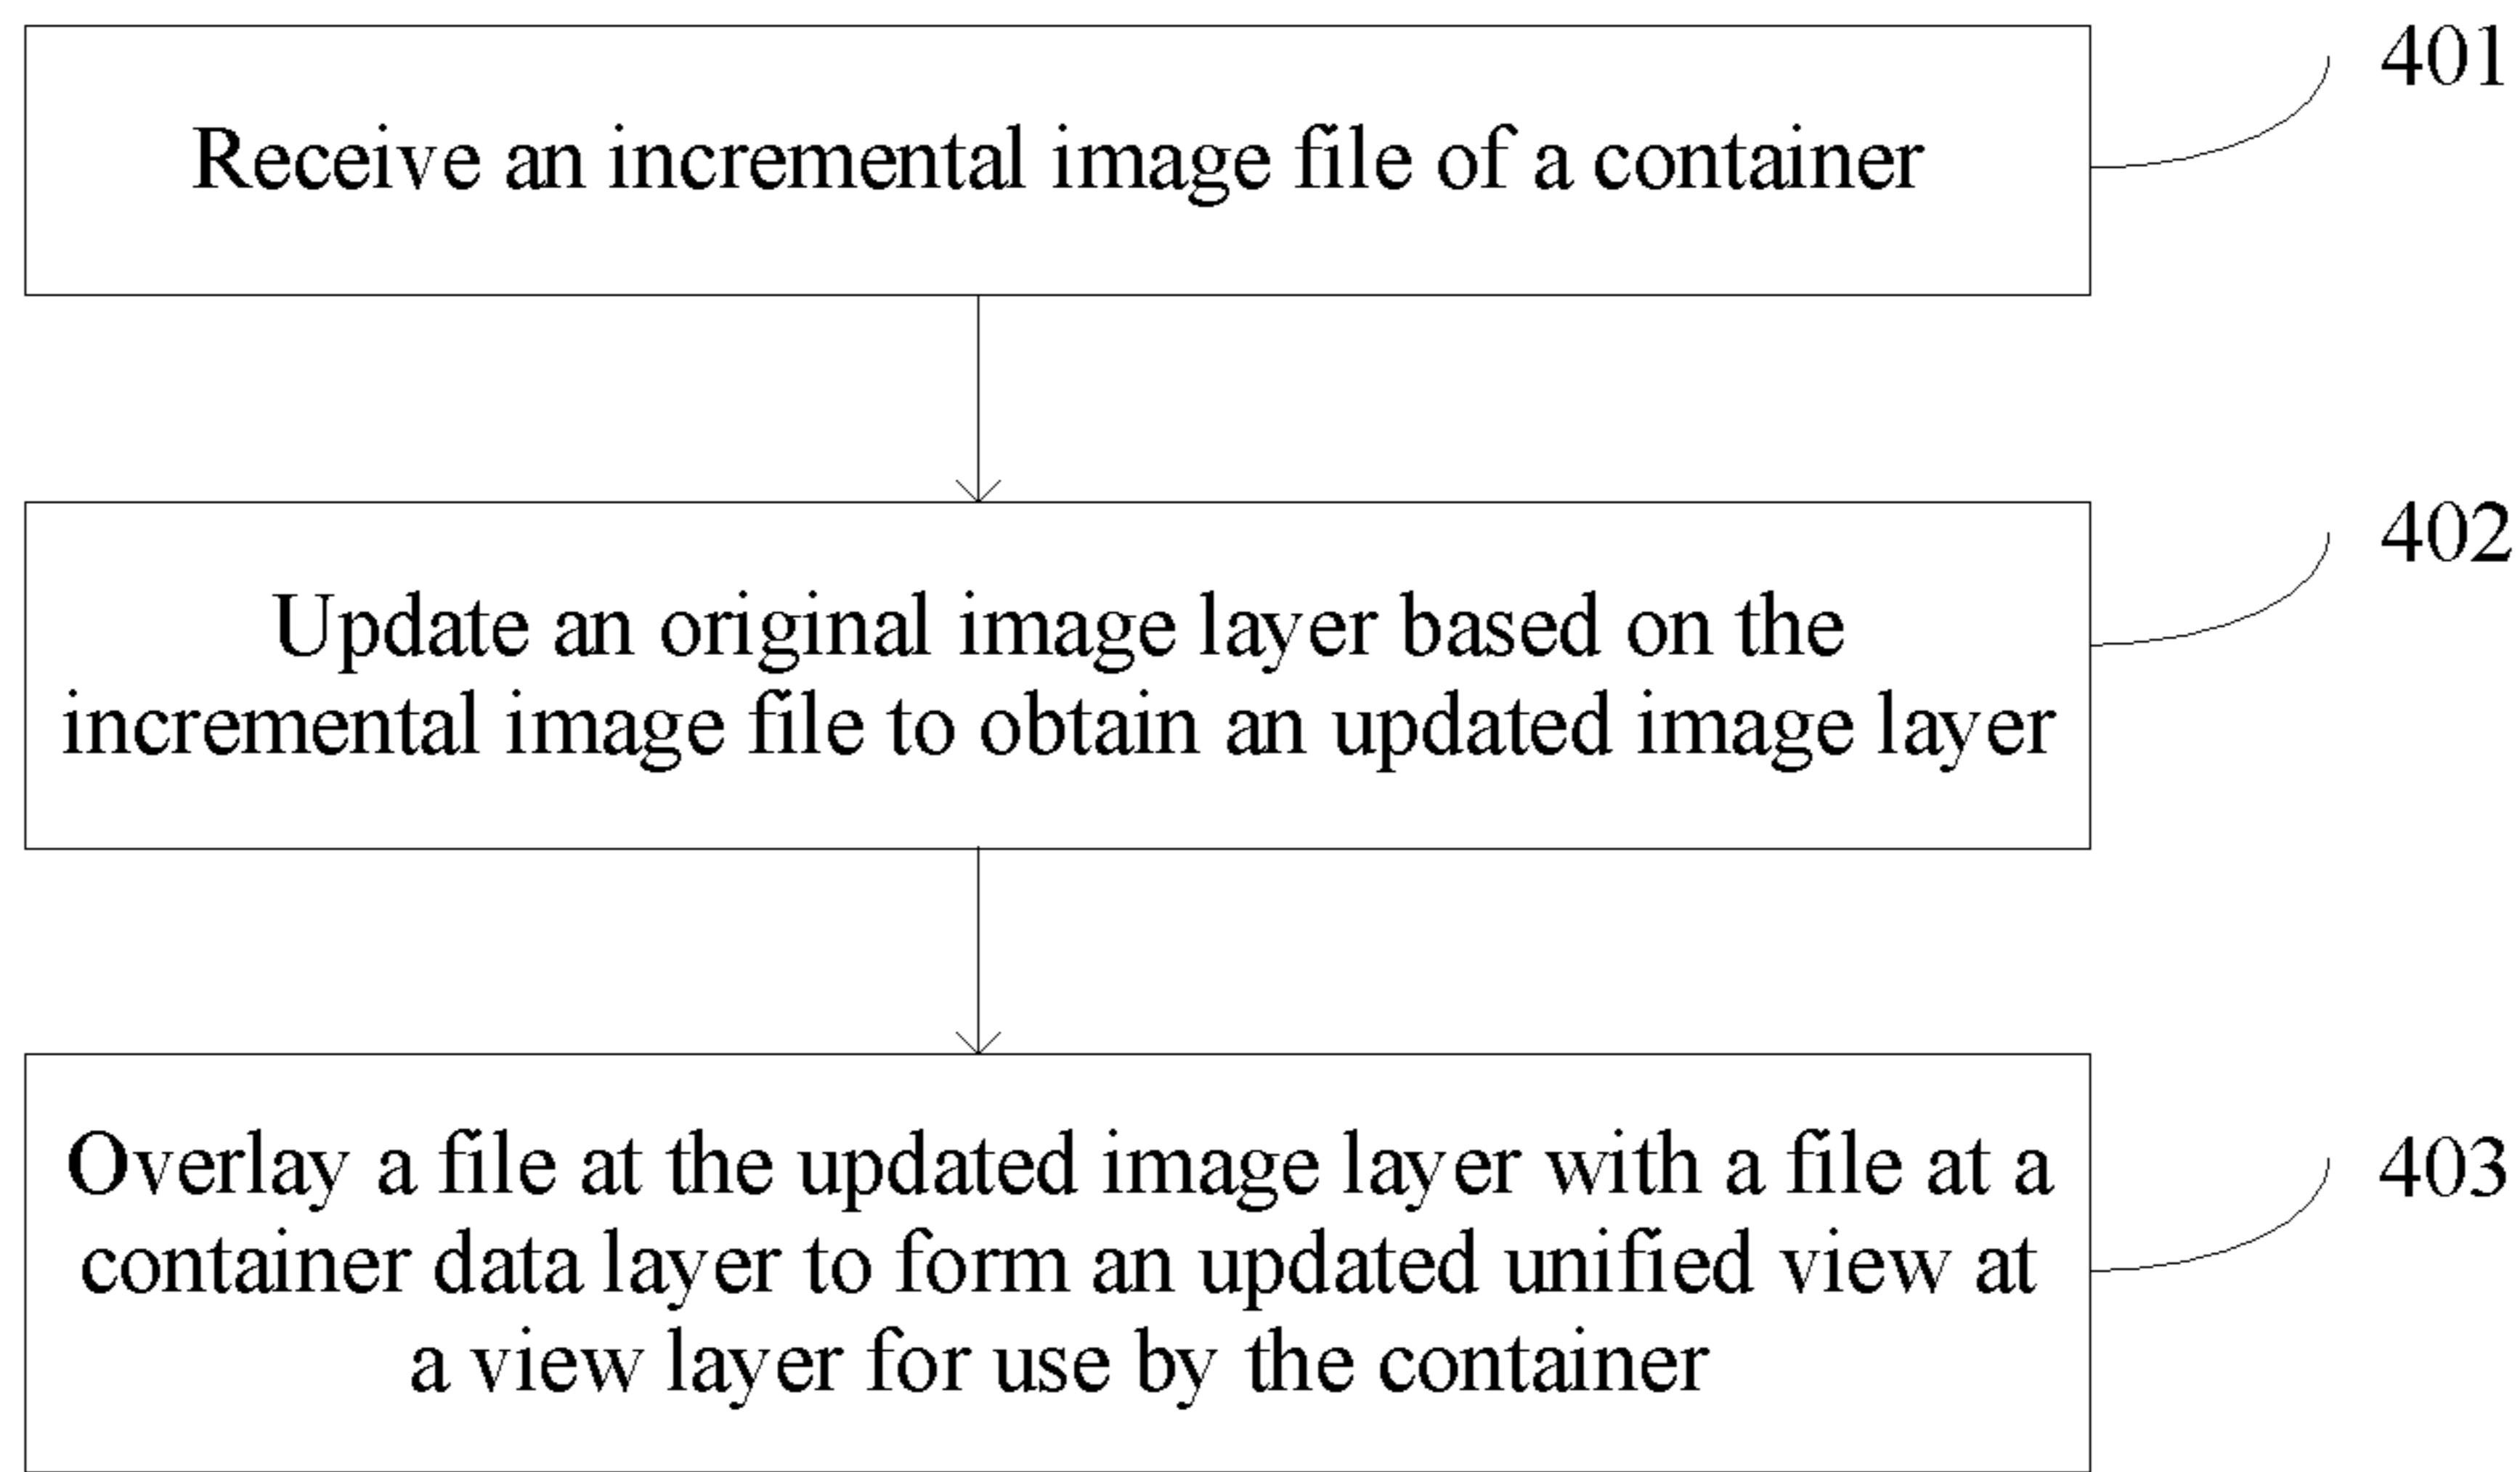 401
Receive an incremental image file of a container
402
Update an original image layer based on the
incremental image file to obtain an updated image layer
403
Overlay a file at the updated image layer with a file at a
container data layer to form an updated unified view at
a view layer for use by the container